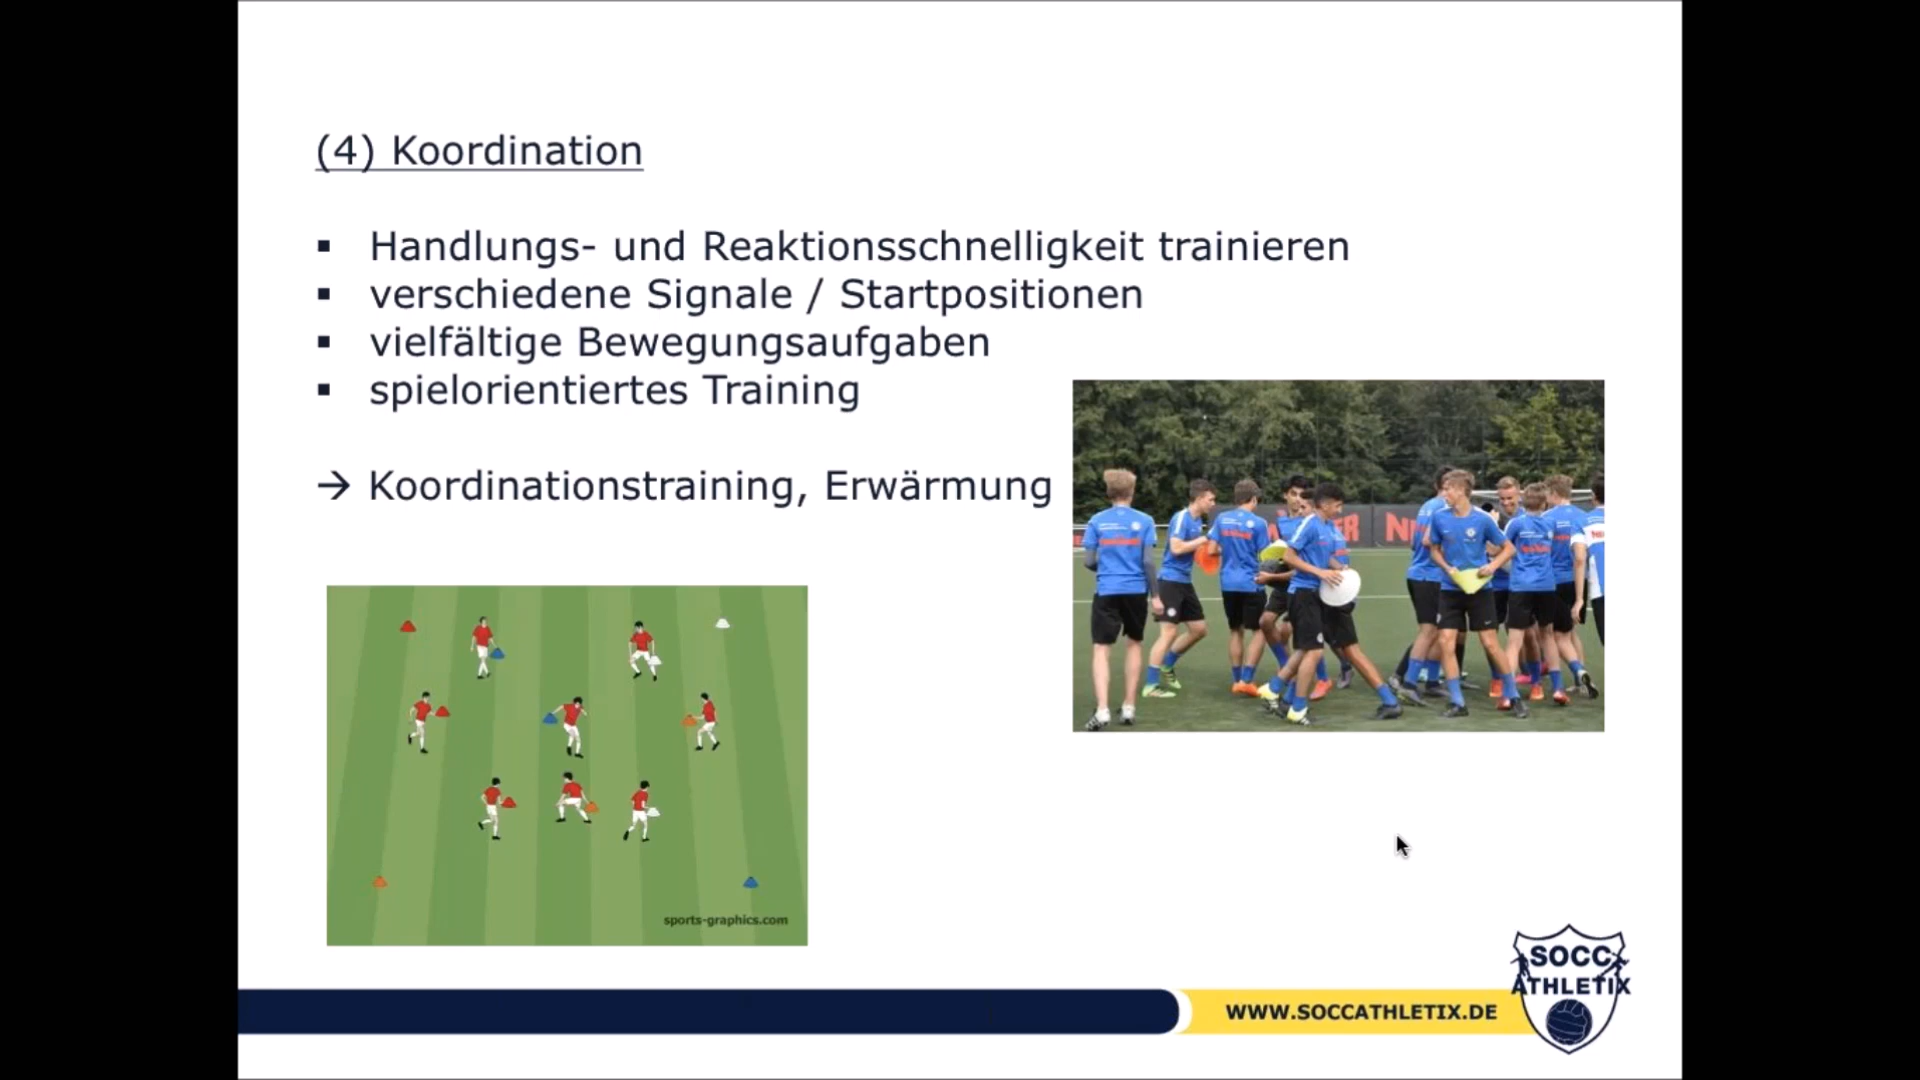 (4) Koordination
▪ Handlungs- und Reaktionsschnelligkeit trainieren
▪ verschiedene Signale / Startpositionen
▪ vielfältige Bewegungsaufgaben
▪ spielorientiertes Training
→ Koordinationstraining, Erwärmung
sports-graphics.com
WWW.SOCCATHLETIX.DE
SOCC
ATHLETIX